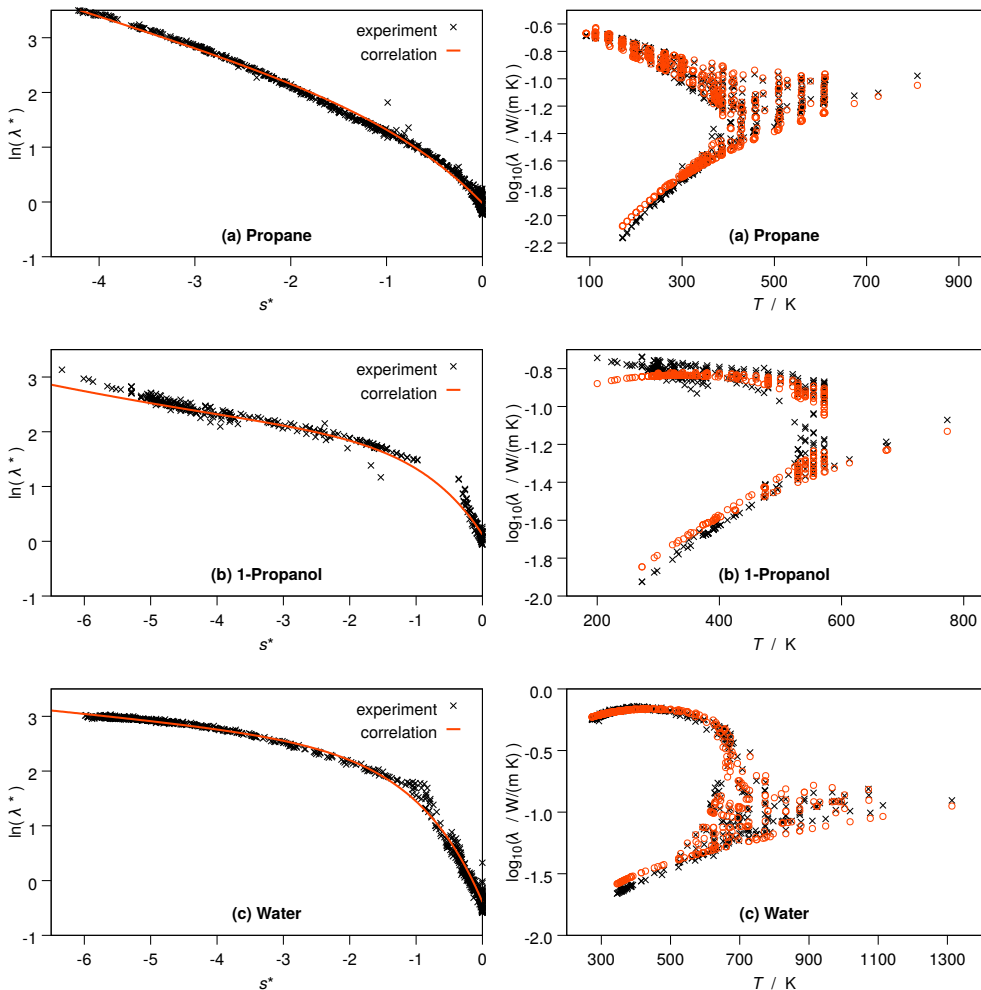 experiment
correlation
ln( λ * )
3
2
1
0
-1
-4
-3
-2
-1
0
s*
(a) Propane
log10(λ / W/(m K) )
-0.6
-0.8
-1.0
-1.2
-1.4
-1.6
-1.8
-2.0
-2.2
100
300
500
700
900
T / K
(a) Propane
experiment
correlation
ln( λ * )
3
2
1
0
-1
-6
-5
-4
-3
-2
-1
0
s*
(b) 1-Propanol
log10(λ / W/(m K) )
-0.8
-1.0
-1.2
-1.4
-1.6
-1.8
-2.0
200
400
600
800
T / K
(b) 1-Propanol
experiment
correlation
ln( λ * )
3
2
1
0
-1
-6
-5
-4
-3
-2
-1
0
s*
(c) Water
log10(λ / W/(m K) )
0.0
-0.5
-1.0
-1.5
-2.0
300
500
700
900
1100
1300
T / K
(c) Water